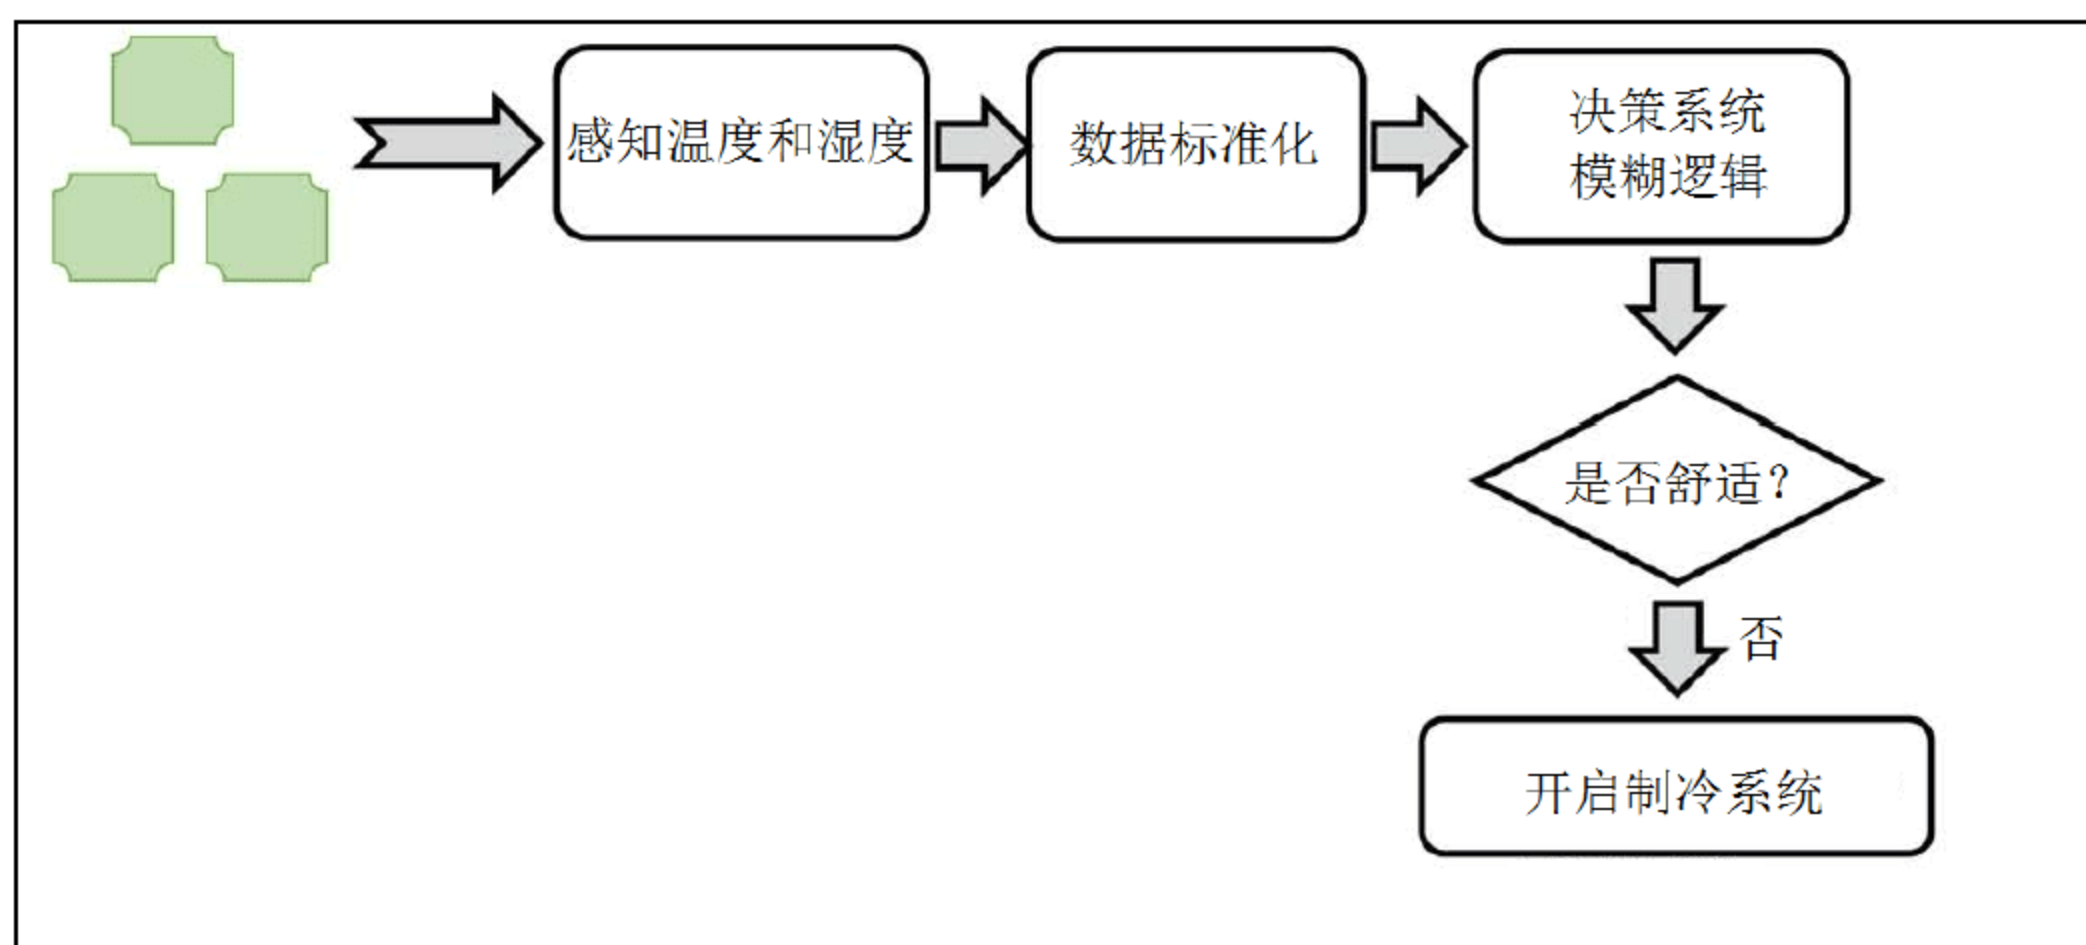 感知温度和湿度
数据标准化
决策系统
模糊逻辑
是否舒适?
否
开启制冷系统